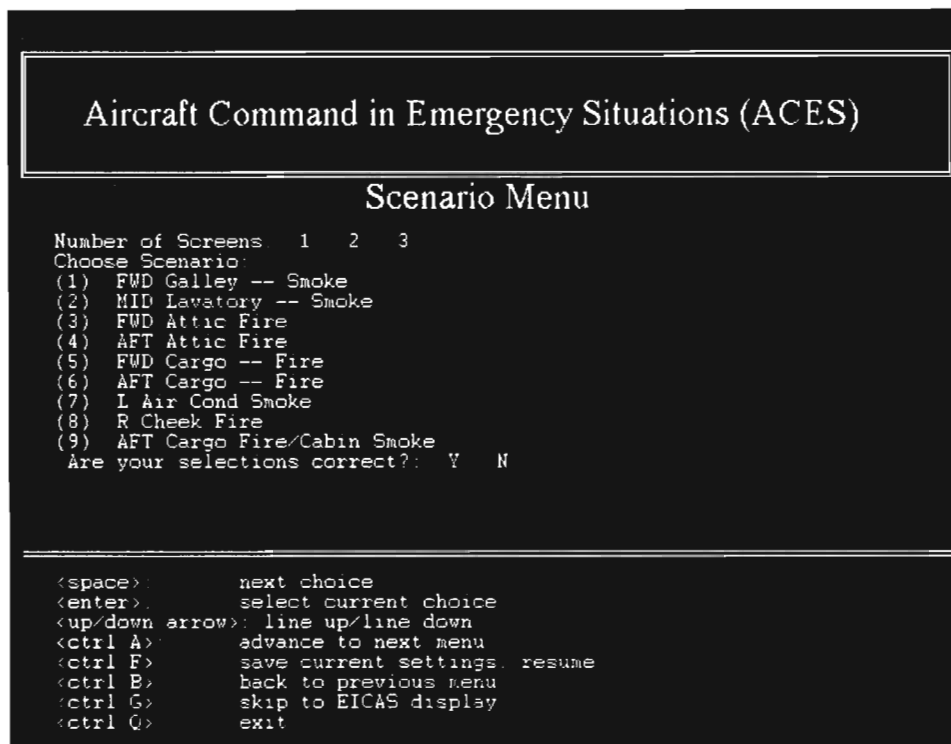 Aircraft Command in Emergency Situations (ACES)
Scenario Menu
Number of Screens. 1 2 3
Choose Scenario:
(1) FWD Galley -- Smoke
(2) MID Lavatory -- Smoke
(3) FWD Attic Fire
(4) AFT Attic Fire
(5) FWD Cargo -- Fire
(6) AFT Cargo -- Fire
(7) L Air Cond Smoke
(8) R Cheek Fire
(9) AFT Cargo Fire/Cabin Smoke
Are your selections correct?: Y N
<space>: next choice
<enter>. select current choice
<up/down arrow>: line up/line down
<ctrl A>: advance to next menu
<ctrl F> save current settings. resume
<ctrl B> back to previous menu
<ctrl G> skip to EICAS display
<ctrl Q> exit